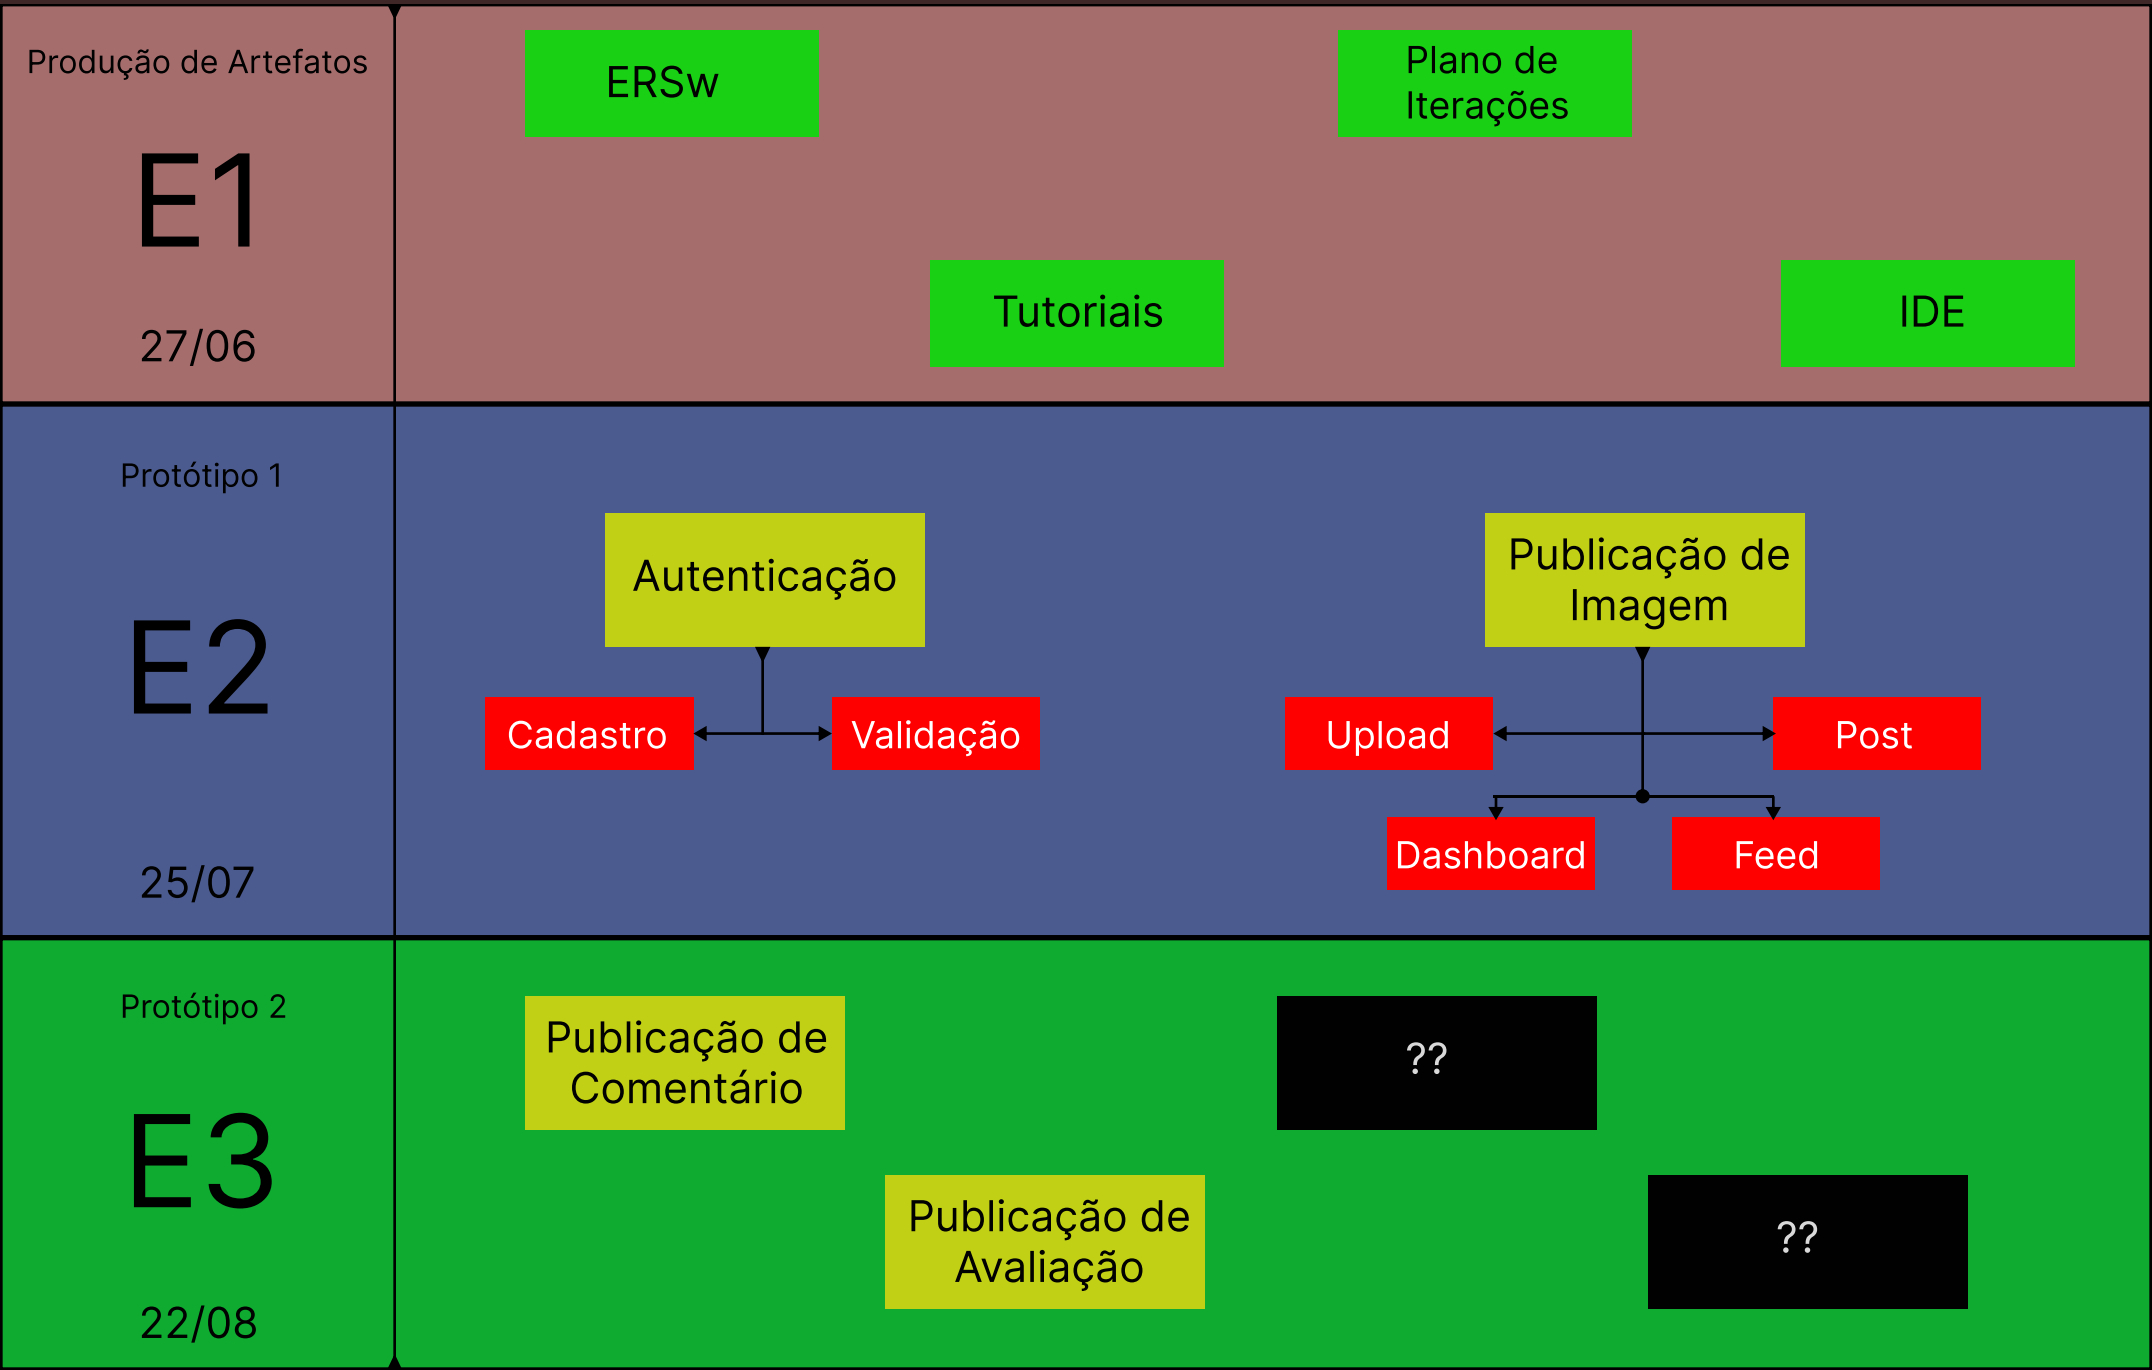 Produção de Artefatos
E1
27/06
ERSw
Plano de
Iterações
Tutoriais
IDE
Protótipo 1
E2
25/07
Autenticação
Cadastro
Validação
Publicação de
Imagem
Upload
Post
Dashboard
Feed
Protótipo 2
E3
22/08
Publicação de
Comentário
??
Publicação de
Avaliação
??